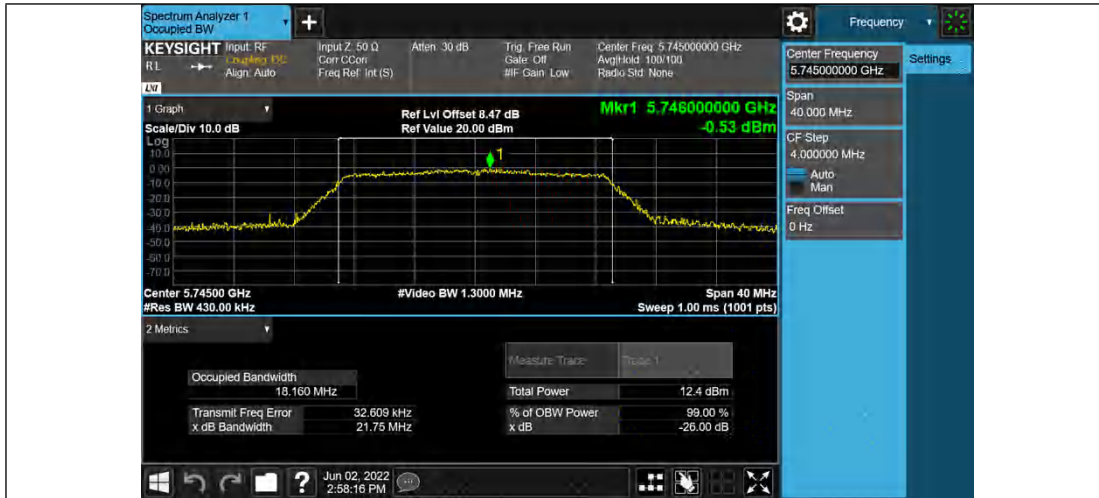 Spectrum Analyzer 1
Occupied BW
+
Frequency
KEYSIGHT
RL
Input: RF
Coupling: DC
Align: Auto
Input Z: 50 Ω
Corr CCorr
Freq Ref: Int (S)
Atten: 30 dB
Trig: Free Run
Gate: Off
#IF Gain: Low
Center Freq: 5.745000000 GHz
Avg|Hold: 100/100
Radio Std: None
LXI
1 Graph
Scale/Div 10.0 dB
Ref Lvl Offset 8.47 dB
Ref Value 20.00 dBm
Mkr1 5.746000000 GHz
-0.53 dBm
Log
10.0
0.00
-10.0
-20.0
-30.0
-40.0
-50.0
-60.0
-70.0
1
Center 5.74500 GHz
#Res BW 430.00 kHz
#Video BW 1.3000 MHz
Span 40 MHz
Sweep 1.00 ms (1001 pts)
2 Metrics
Measure Trace
Trace 1
Occupied Bandwidth
18.160 MHz
Total Power
12.4 dBm
Transmit Freq Error
32.609 kHz
% of OBW Power
99.00 %
x dB Bandwidth
21.75 MHz
x dB
-26.00 dB
?
Jun 02, 2022
2:58:16 PM
Center Frequency
5.745000000 GHz
Settings
Span
40.000 MHz
CF Step
4.000000 MHz
Auto
Man
Freq Offset
0 Hz